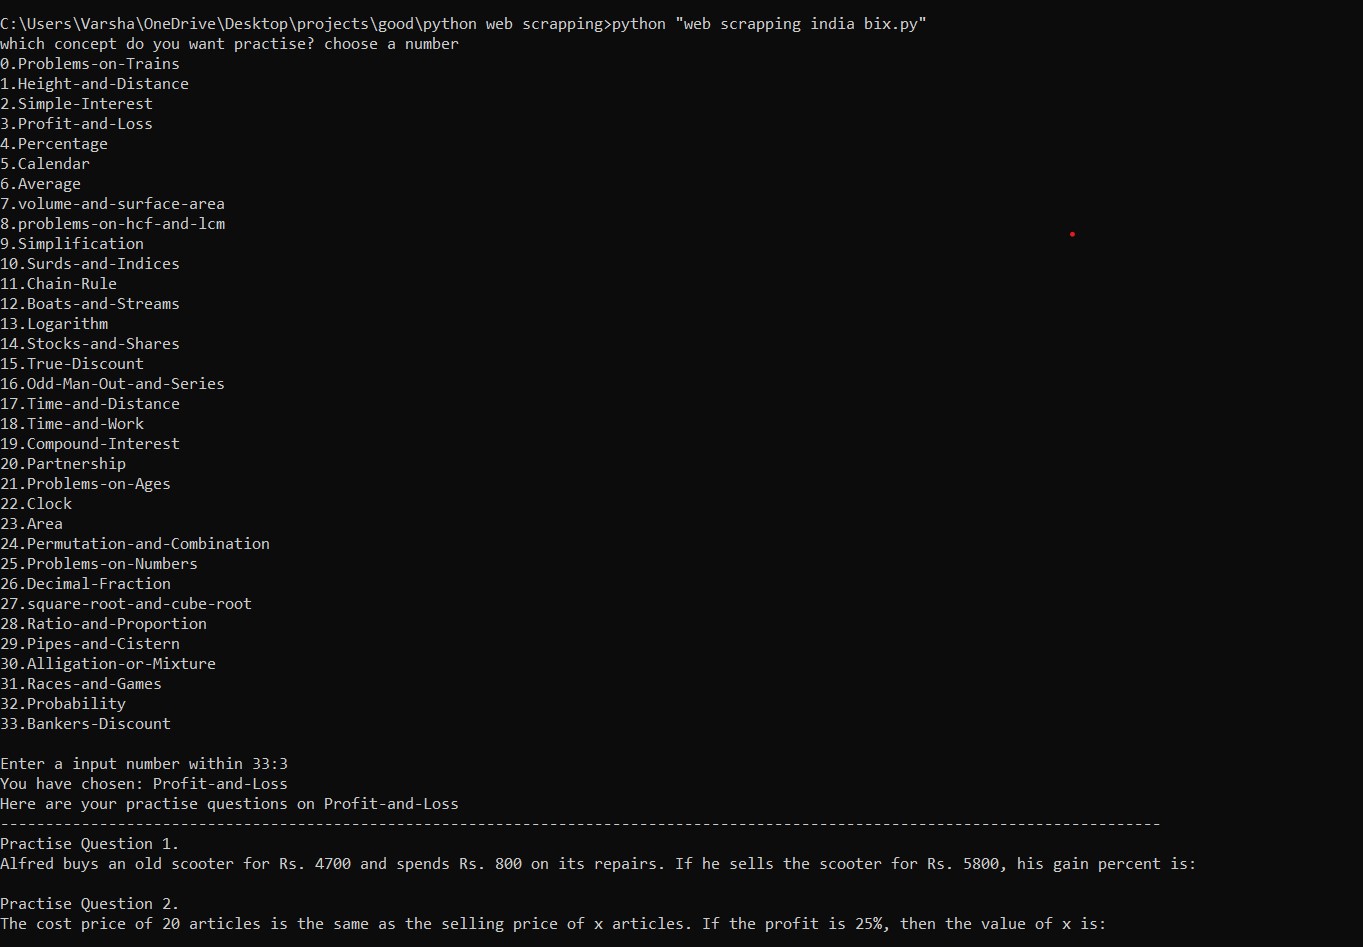 C:\Users\Varsha\OneDrive\Desktop\projects\good\python web scrapping>python "web scrapping india bix.py"
which concept do you want practise? choose a number
0.Problems-on-Trains
1.Height-and-Distance
2.Simple-Interest
3.Profit-and-Loss
4.Percentage
5.Calendar
6.Average
7.volume-and-surface-area
8.problems-on-hcf-and-lcm
9.Simplification
10.Surds-and-Indices
11.Chain-Rule
12.Boats-and-Streams
13.Logarithm
14.Stocks-and-Shares
15.True-Discount
16.Odd-Man-Out-and-Series
17.Time-and-Distance
18.Time-and-Work
19.Compound-Interest
20.Partnership
21.Problems-on-Ages
22.Clock
23.Area
24.Permutation-and-Combination
25.Problems-on-Numbers
26.Decimal-Fraction
27.square-root-and-cube-root
28.Ratio-and-Proportion
29.Pipes-and-Cistern
30.Alligation-or-Mixture
31.Races-and-Games
32.Probability
33.Bankers-Discount
Enter a input number within 33:3
You have chosen: Profit-and-Loss
Here are your practise questions on Profit-and-Loss
---------------------------------------------------------------------------------------------------------------------------------
Practise Question 1.
Alfred buys an old scooter for Rs. 4700 and spends Rs. 800 on its repairs. If he sells the scooter for Rs. 5800, his gain percent is:
Practise Question 2.
The cost price of 20 articles is the same as the selling price of x articles. If the profit is 25%, then the value of x is: